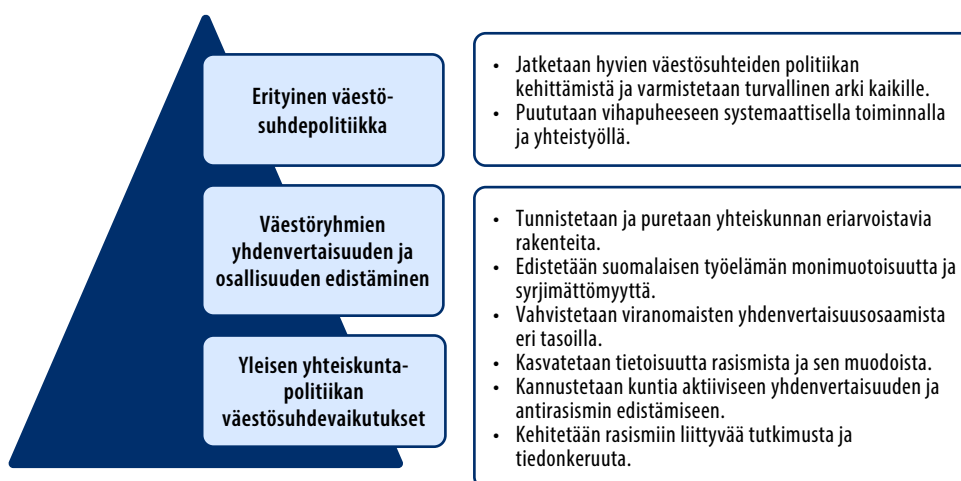 Erityinen väestö-
suhdepolitiikka
• Jatketaan hyvien väestösuhteiden politiikan
kehittämistä ja varmistetaan turvallinen arki kaikille.
• Puututaan vihapuheeseen systemaattisella toiminnalla
ja yhteistyöllä.
Väestöryhmien
yhdenvertaisuuden ja
osallisuuden edistäminen
Yleisen yhteiskunta-
politiikan
väestösuhdevaikutukset
• Tunnistetaan ja puretaan yhteiskunnan eriarvoistavia
rakenteita.
• Edistetään suomalaisen työelämän monimuotoisuutta ja
syrjimättömyyttä.
• Vahvistetaan viranomaisten yhdenvertaisuusosaamista
eri tasoilla.
• Kasvatetaan tietoisuutta rasismista ja sen muodoista.
• Kannustetaan kuntia aktiiviseen yhdenvertaisuuden ja
antirasismin edistämiseen.
• Kehitetään rasismiin liittyvää tutkimusta ja
tiedonkeruuta.